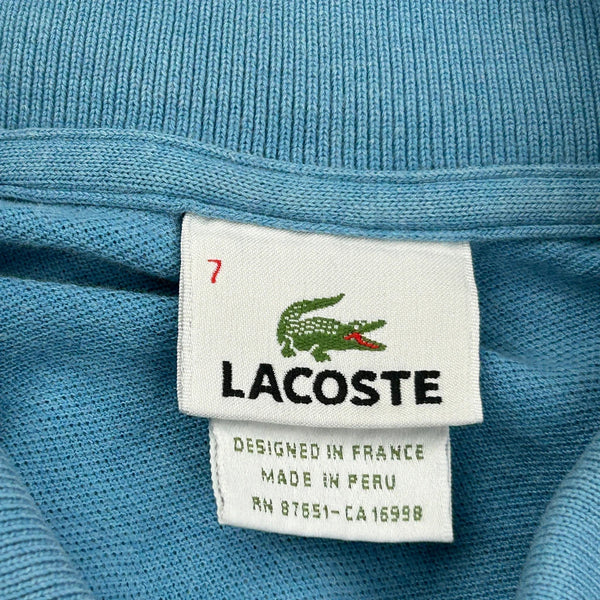 7
LACOSTE
DESIGNED IN FRANCE
MADE IN PERU
RN 87651-CA 16998